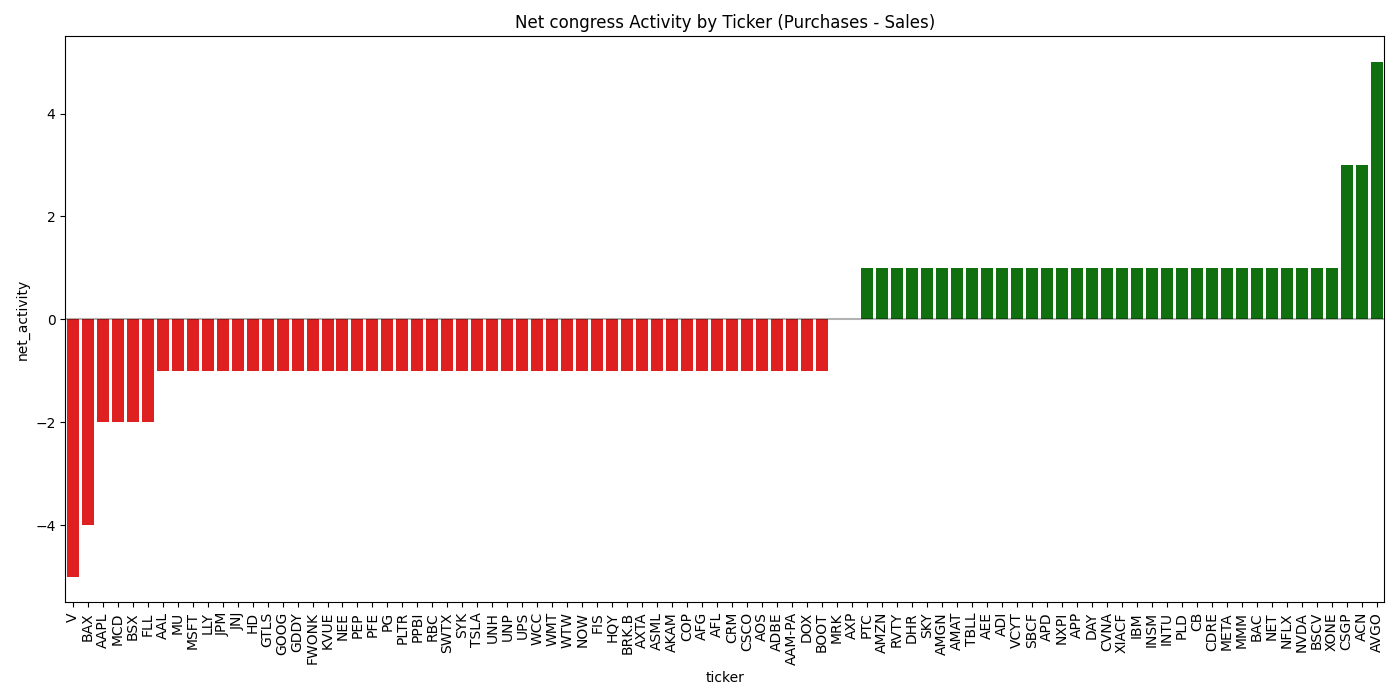 Net congress Activity by Ticker (Purchases - Sales)
net_activity
4
2
0
−2
−4
V BAX AAPL MCD BSX FLL AAL MU MSFT LLY JPM JNJ HD GTLS GOOG GDDY FWONK KVUE NEE PEP PFE PG PLTR PPBI RBC SWTX SYK TSLA UNH UNP UPS WCC WMT WTW NOW FIS HQY BRK.B AXTA ASML AKAM COP AFG AFL CRM CSCO AOS ADBE AAM-PA DOX BOOT MRK AXP PTC AMZN RVTY DHR SKY AMGN AMAT TBLL AEE ADI VCYT SBCF APD NXPI APP DAY CVNA XIACF IBM INSM INTU PLD CB CDRE META MMM BAC NET NFLX NVDA BSCV XONE CSGP ACN AVGO
ticker